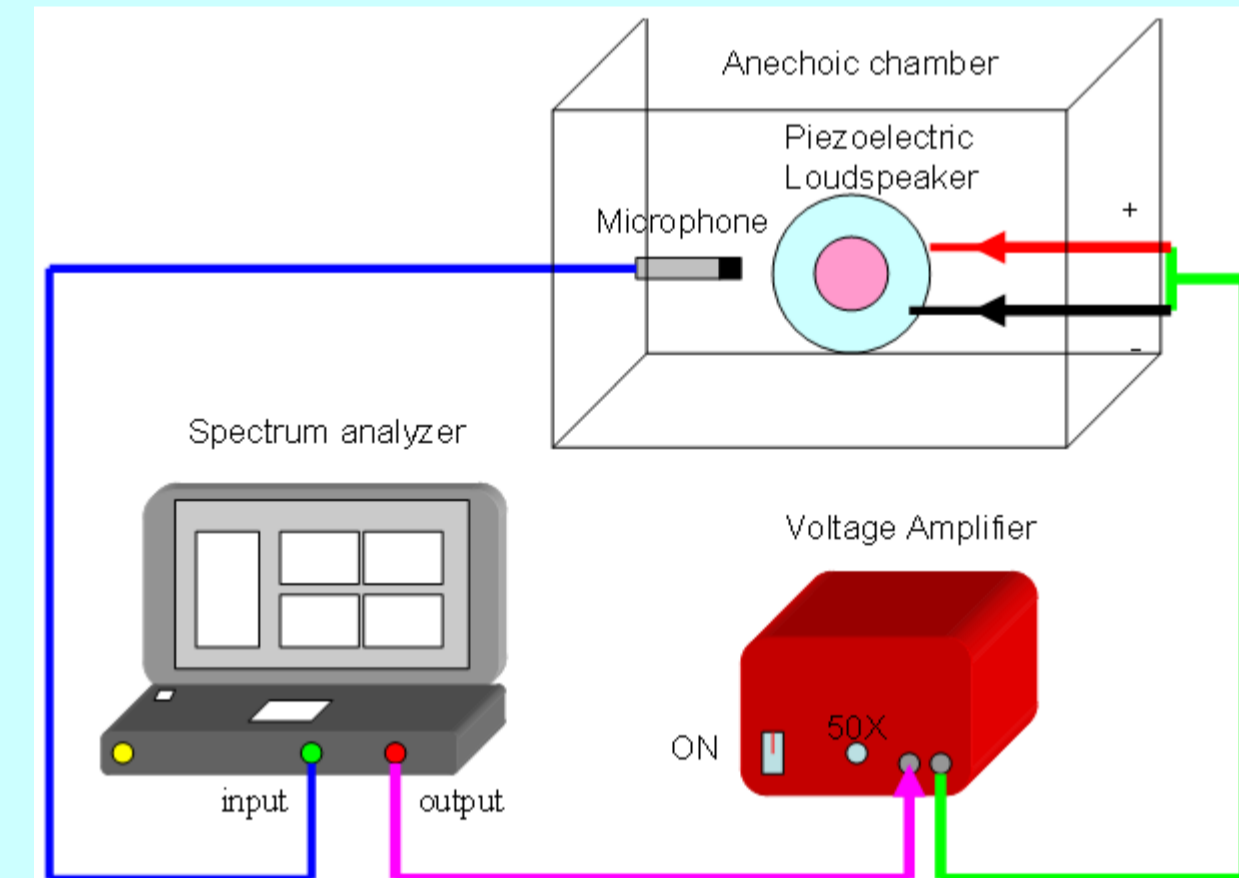 Anechoic chamber
Piezoelectric
Loudspeaker
+
Microphone
-
Spectrum analyzer
Voltage Amplifier
50X
ON
input
output